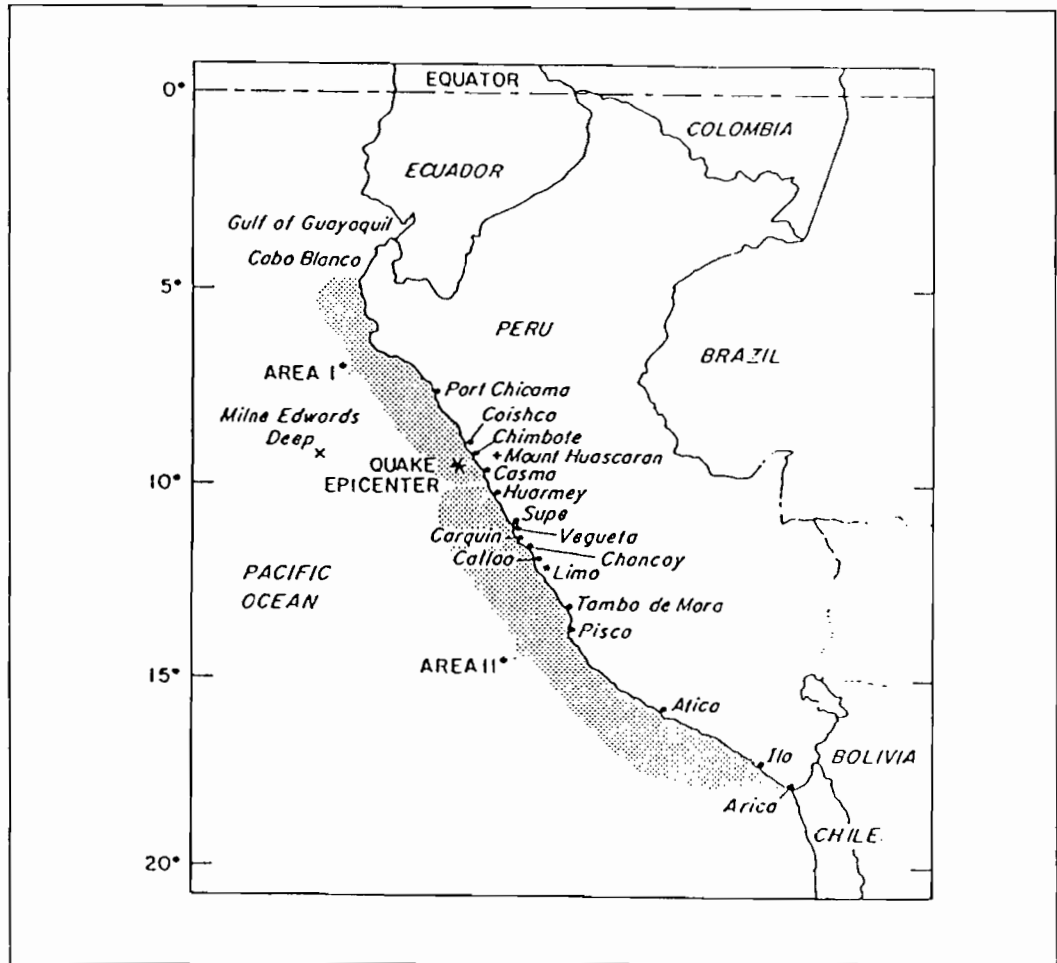 EQUATOR
0°
COLOMBIA
ECUADOR
Gulf of Guayaquil
Cabo Blanco
5°
PERU
BRAZIL
AREA I
Port Chicama
Milne Edwards
Deep
Coishco
Chimbote
Mount Huascaran
QUAKE
EPICENTER
Casma
10°
Huarmey
Supe
Carquin
Vegueta
Chancay
Callao
Lima
PACIFIC
OCEAN
Tambo de Mora
Pisco
AREA II
15°
Atico
Ilo
BOLIVIA
Arica
CHILE
20°